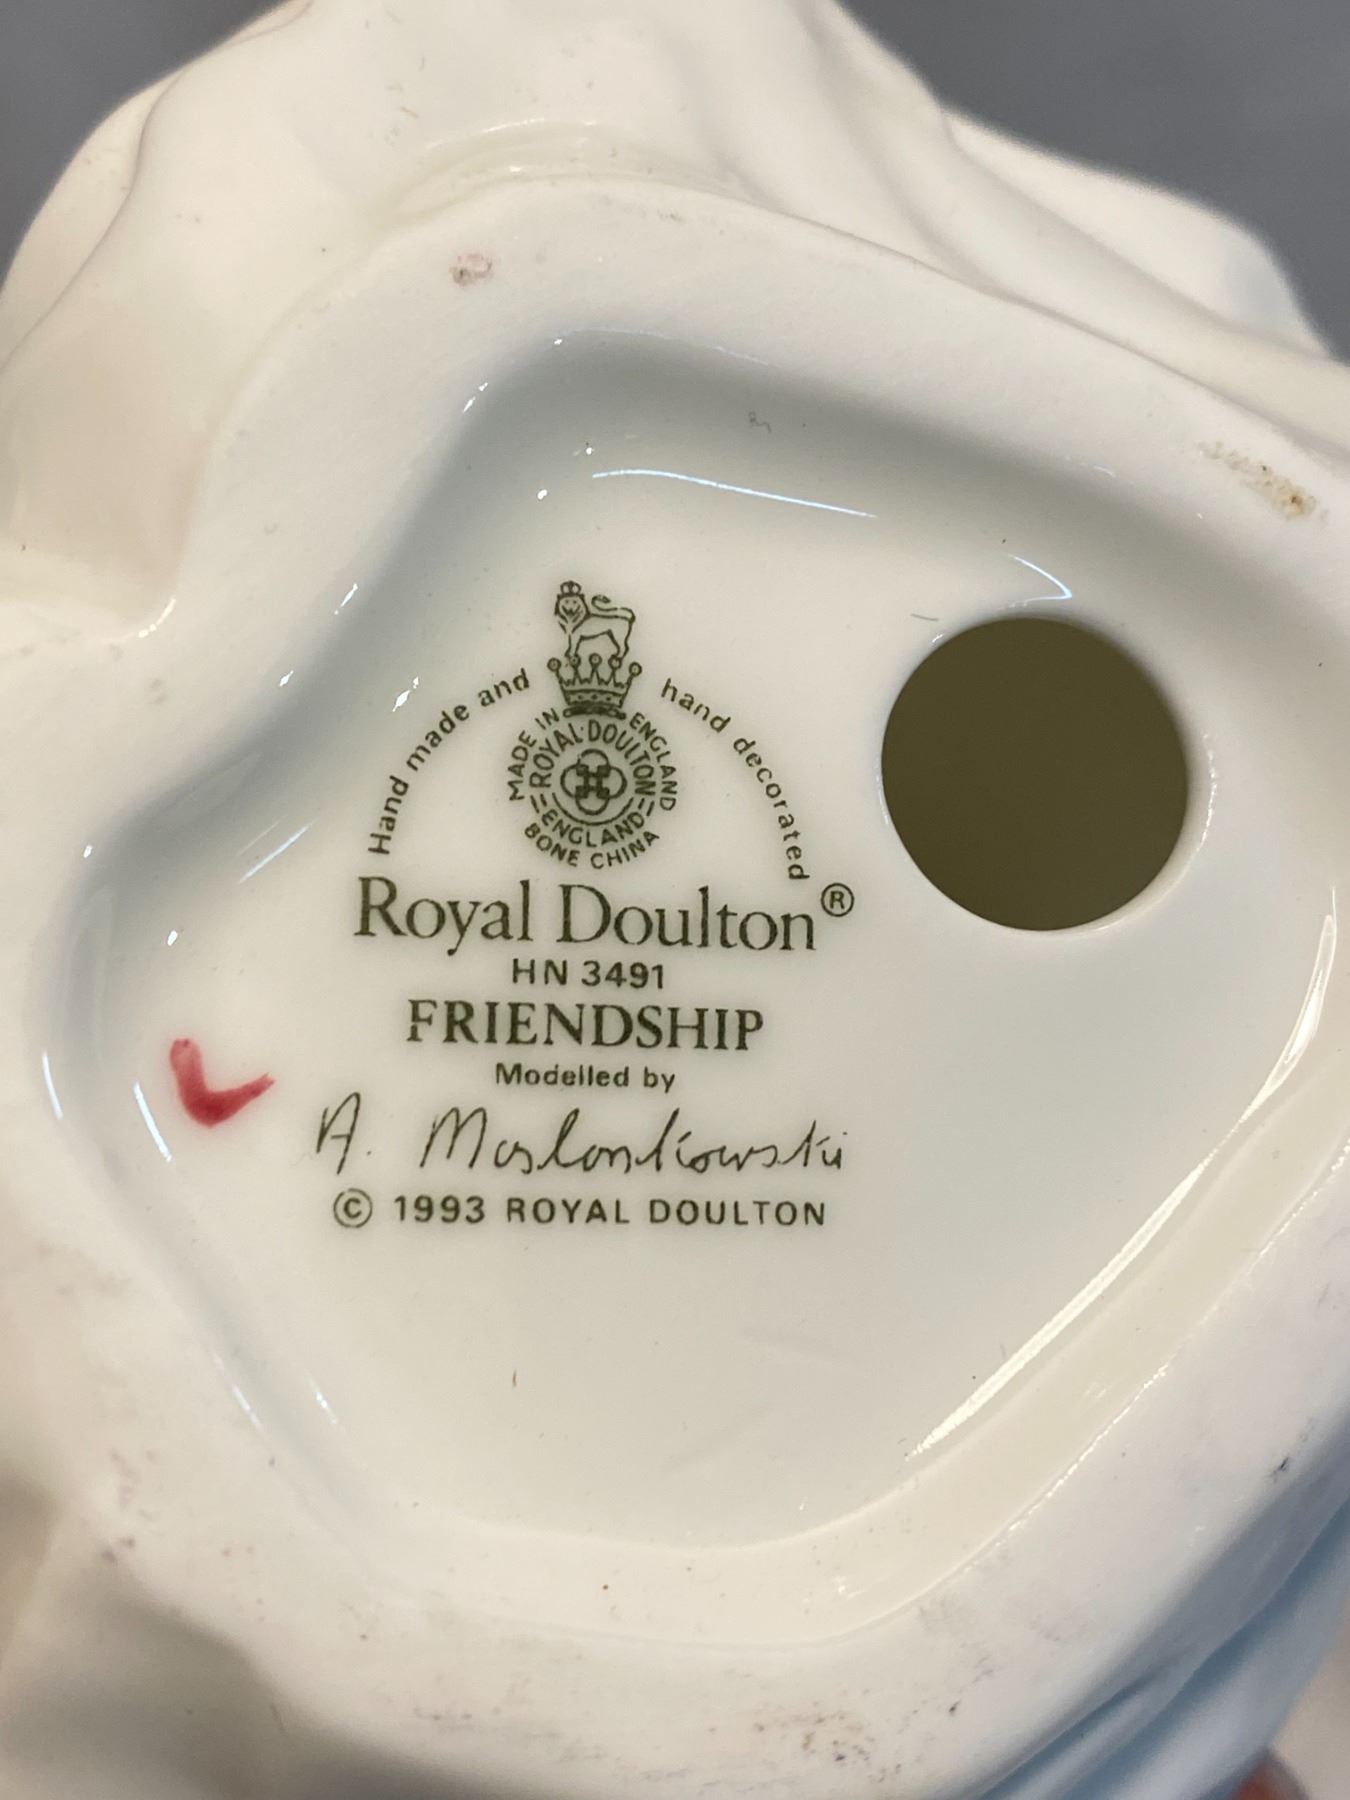 Hand made and hand decorated
MADE IN ENGLAND
ROYAL DOULTON
ENGLAND
BONE CHINA
Royal Doulton®
HN 3491
FRIENDSHIP
Modelled by
A. Maslankowski
© 1993 ROYAL DOULTON